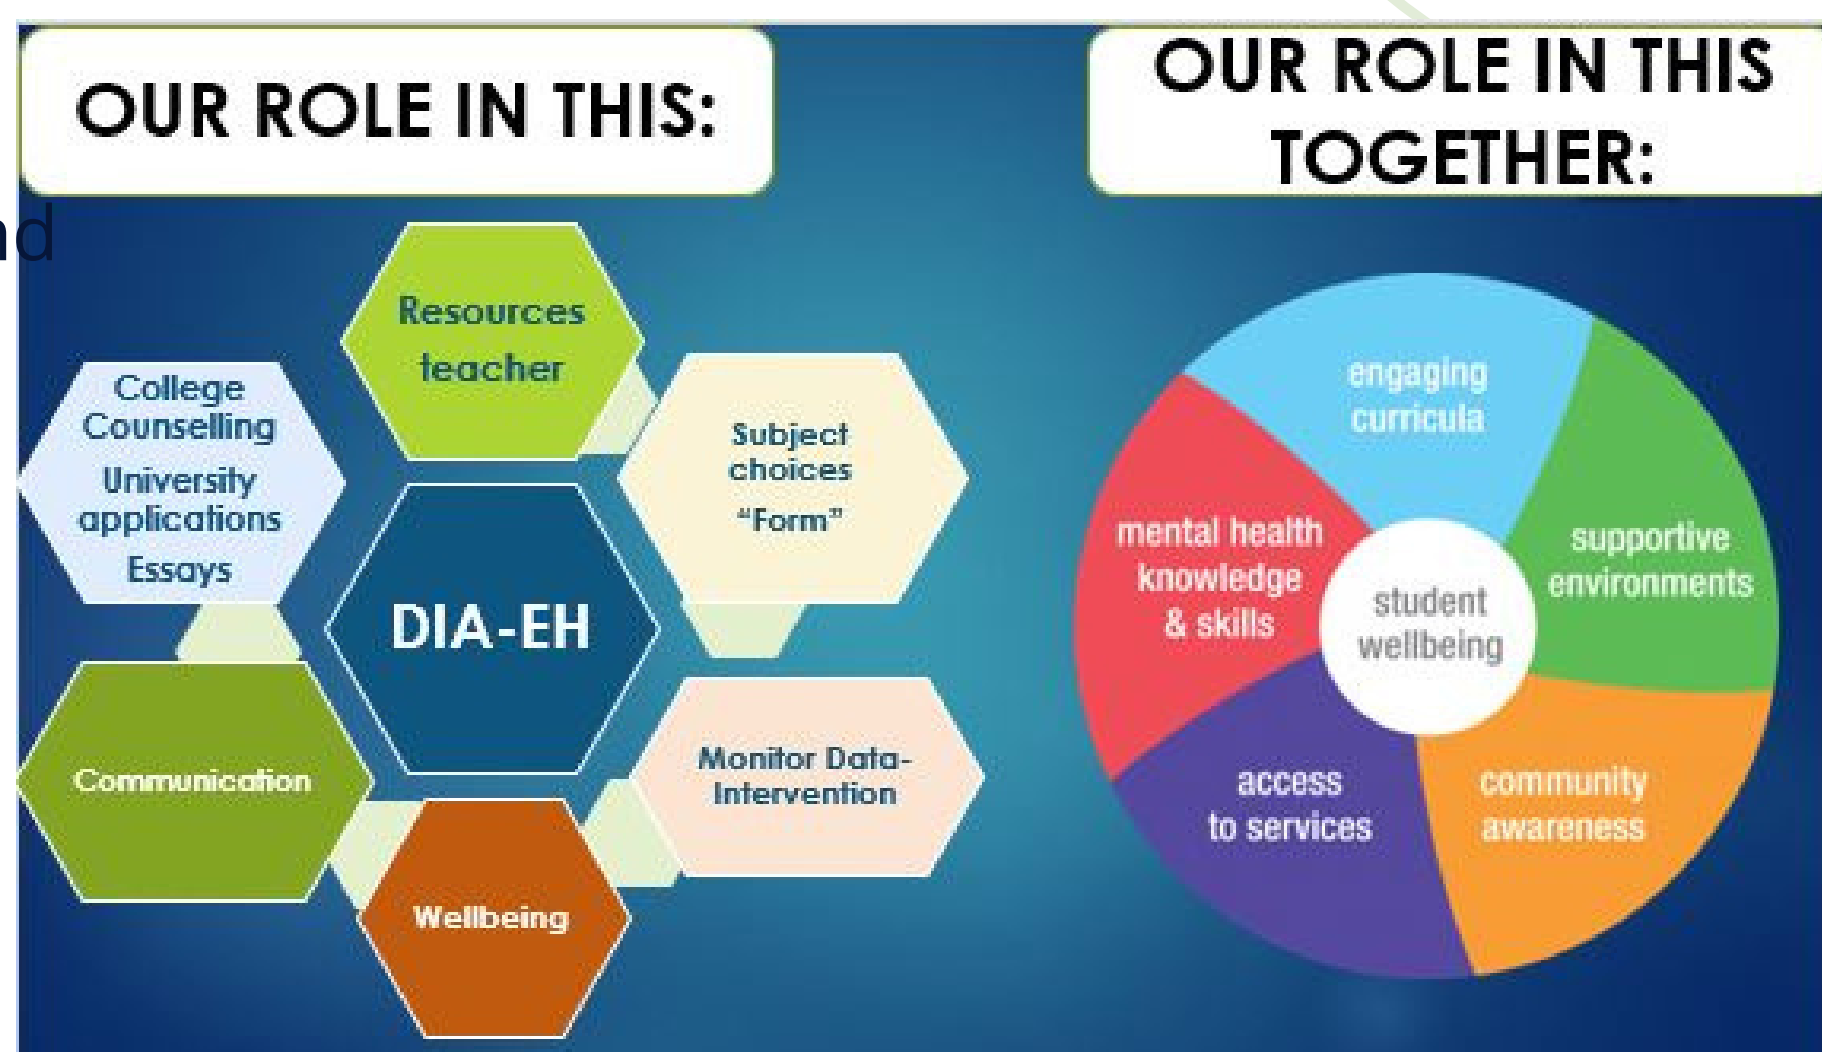 OUR ROLE IN THIS:
OUR ROLE IN THIS
TOGETHER:
Resources
teacher
College
Counselling
University
applications
Essays
Subject
choices
“Form”
DIA-EH
Communication
Monitor Data-
Intervention
Wellbeing
engaging
curricula
supportive
environments
mental health
knowledge
& skills
student
wellbeing
access
to services
community
awareness